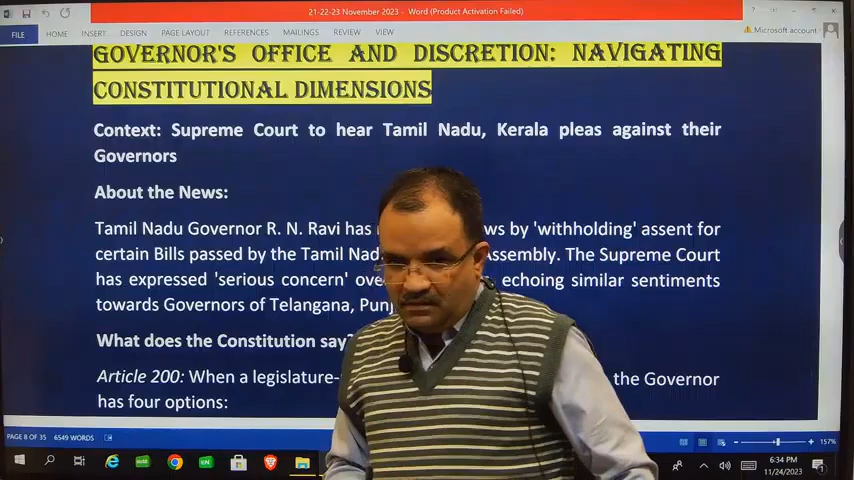 21-22-23 November 2023 - Word (Product Activation Failed)
FILE HOME INSERT DESIGN PAGE LAYOUT REFERENCES MAILINGS REVIEW VIEW Microsoft account
GOVERNOR'S OFFICE AND DISCRETION: NAVIGATING
CONSTITUTIONAL DIMENSIONS
Context: Supreme Court to hear Tamil Nadu, Kerala pleas against their
Governors
About the News:
Tamil Nadu Governor R. N. Ravi has by 'withholding' assent for
certain Bills passed by the Tamil Assembly. The Supreme Court
has expressed 'serious concern' echoing similar sentiments
towards Governors of Telangana,
What does the Constitution say?
Article 200: When a the Governor
has four options:
PAGE 8 OF 35 6549 WORDS 157%
6:34 PM
11/24/2023